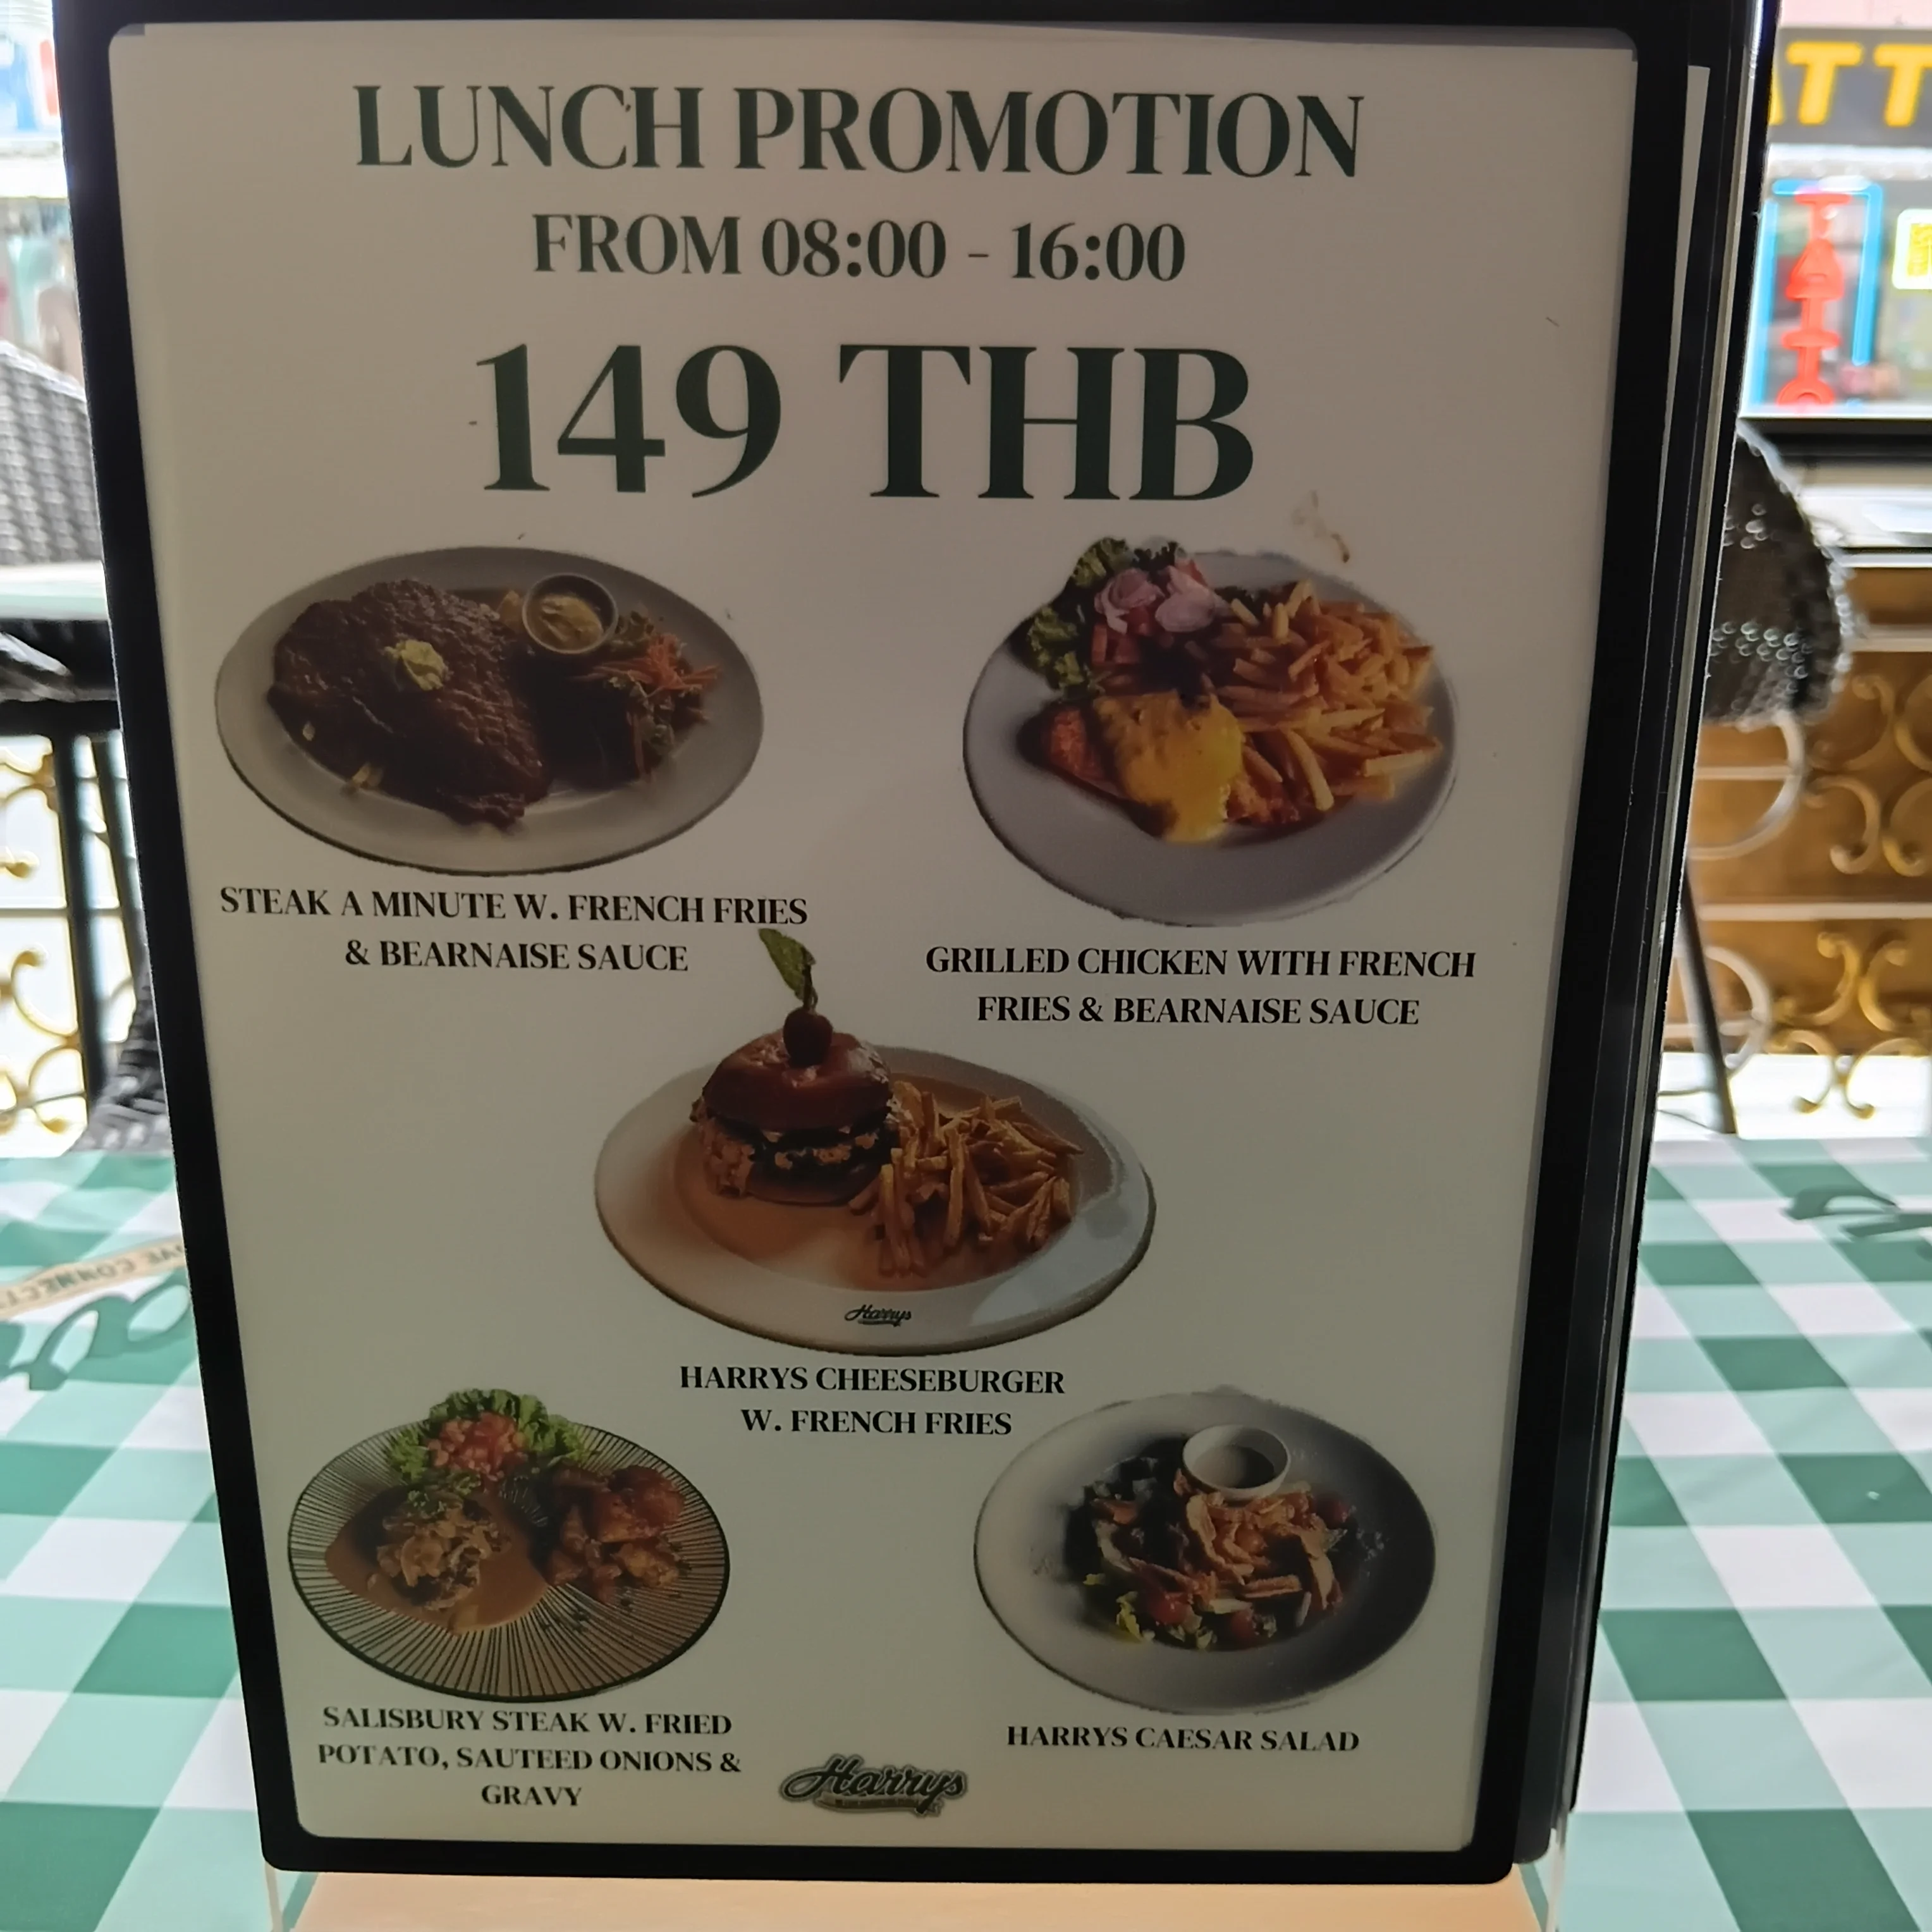 LUNCH PROMOTION
FROM 08:00 - 16:00
149 THB
STEAK A MINUTE W. FRENCH FRIES
& BEARNAISE SAUCE
GRILLED CHICKEN WITH FRENCH
FRIES & BEARNAISE SAUCE
Harrys
HARRYS CHEESEBURGER
W. FRENCH FRIES
SALISBURY STEAK W. FRIED
POTATO, SAUTEED ONIONS &
GRAVY
HARRYS CAESAR SALAD
Harrys